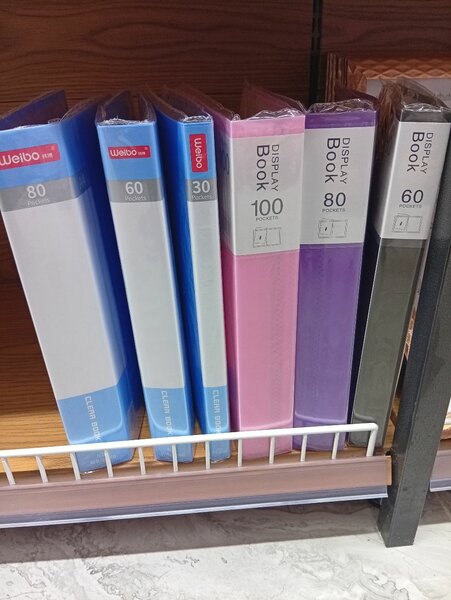 Weibo
80
Pockets
CLEAR BOOK
Weibo
60
Pockets
CLEAR BOOK
Weibo
30
Pockets
CLEAR BOOK
DISPLAY
Book
100
POCKETS
DISPLAY
Book
80
POCKETS
DISPLAY
Book
60
POCKETS